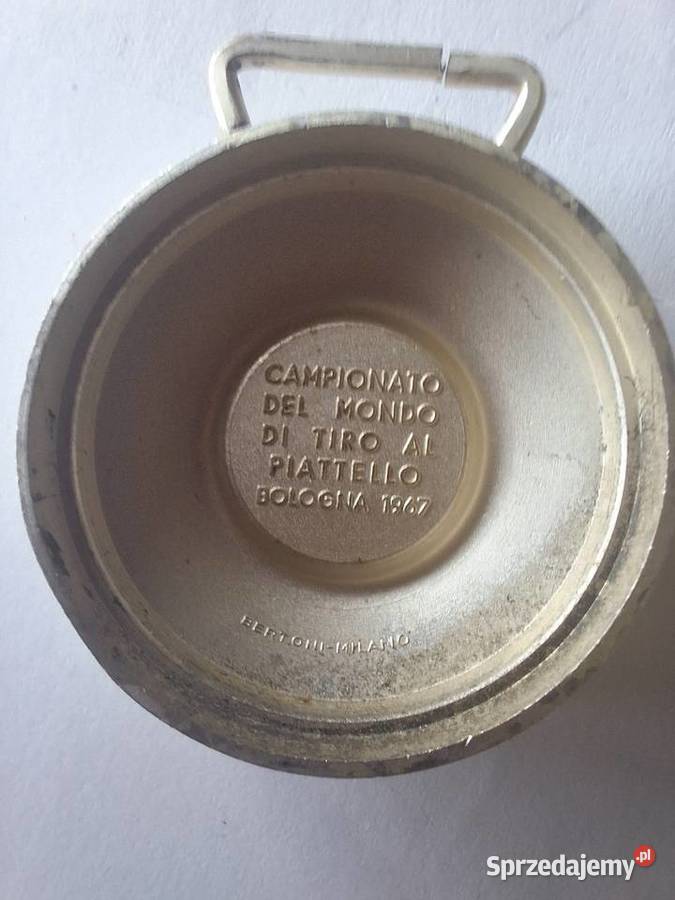 CAMPIONATO
DEL MONDO
DI TIRO AL
PIATTELLO
BOLOGNA 1967
BERTONI-MILANO
Sprzedajemy.pl